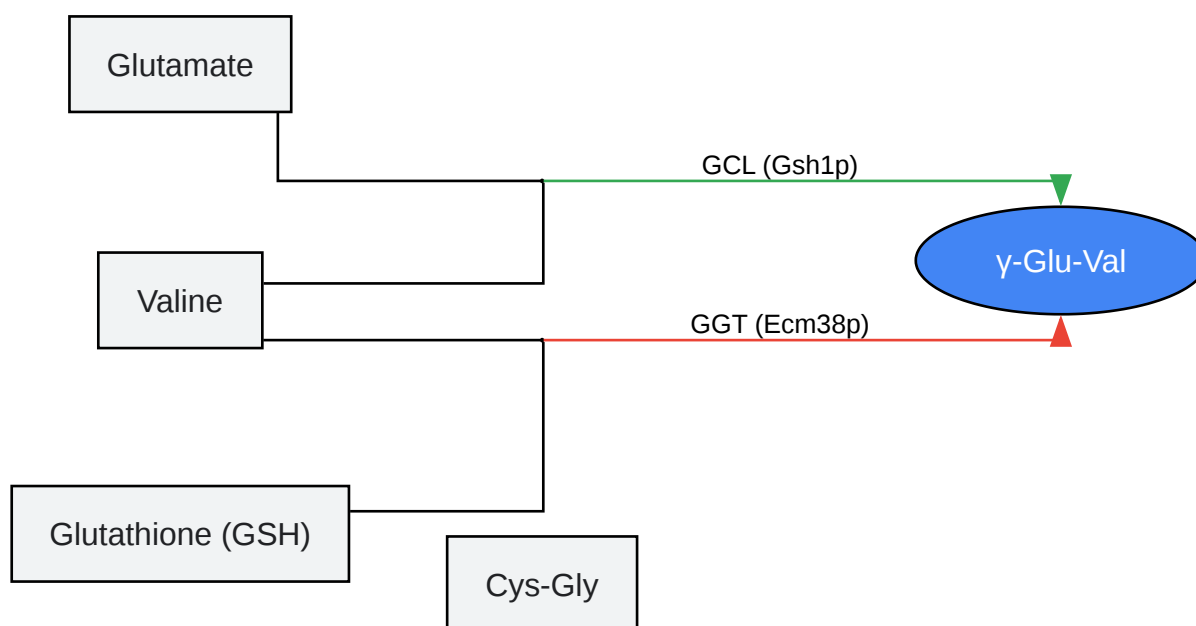 Glutamate
GCL (Gsh1p)
γ-Glu-Val
Valine
GGT (Ecm38p)
Glutathione (GSH)
Cys-Gly